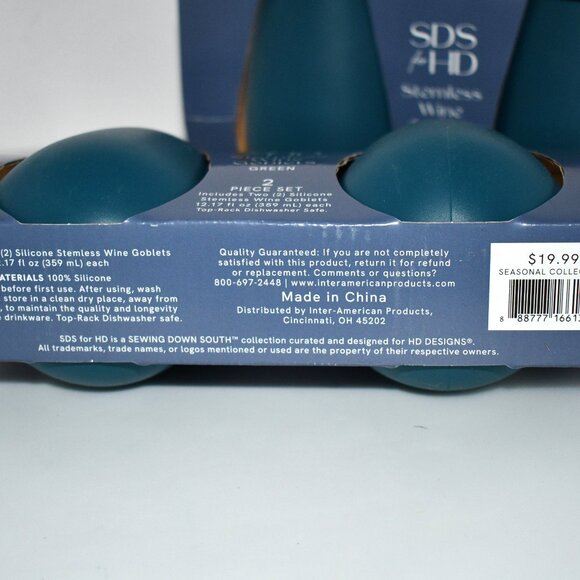 SDS
for HD
Stemless
Wine
GREEN
2
PIECE SET
Includes Two (2) Silicone
Stemless Wine Goblets
12.17 fl oz (359 mL) each
Top-Rack Dishwasher Safe.
(2) Silicone Stemless Wine Goblets
.17 fl oz (359 mL) each
MATERIALS 100% Silicone
before first use. After using, wash
store in a clean dry place, away from
, to maintain the quality and longevity
drinkware. Top-Rack Dishwasher safe.
Quality Guaranteed: If you are not completely
satisfied with this product, return it for refund
or replacement. Comments or questions?
800-697-2448 | www.interamericanproducts.com
Made in China
Distributed by Inter-American Products,
Cincinnati, OH 45202
SDS for HD is a SEWING DOWN SOUTH™ collection curated and designed for HD DESIGNS®.
All trademarks, trade names, or logos mentioned or used are the property of their respective owners.
$19.99
SEASONAL COLLEC
8 88777 1661